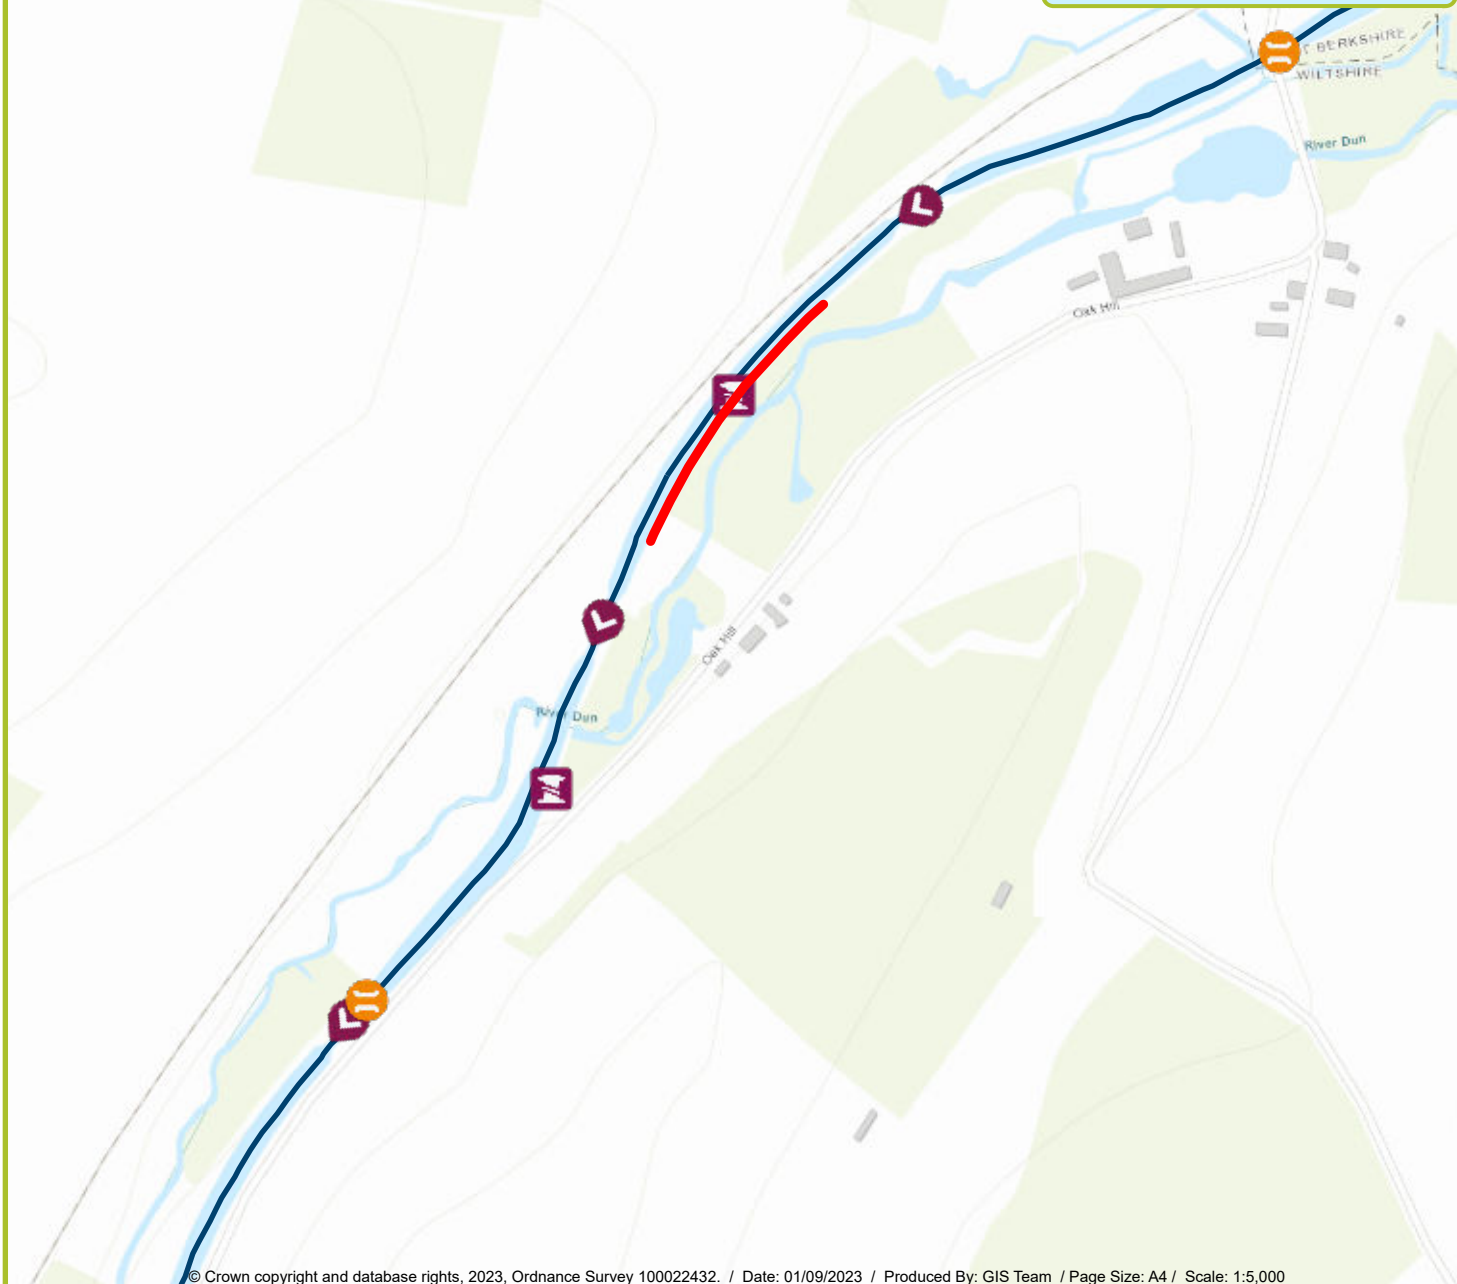 T BERKSHIRE
WILTSHIRE
River Dun
Oak Hill
Oak Hill
River Dun
© Crown copyright and database rights, 2023, Ordnance Survey 100022432. / Date: 01/09/2023 / Produced By: GIS Team / Page Size: A4 / Scale: 1:5,000